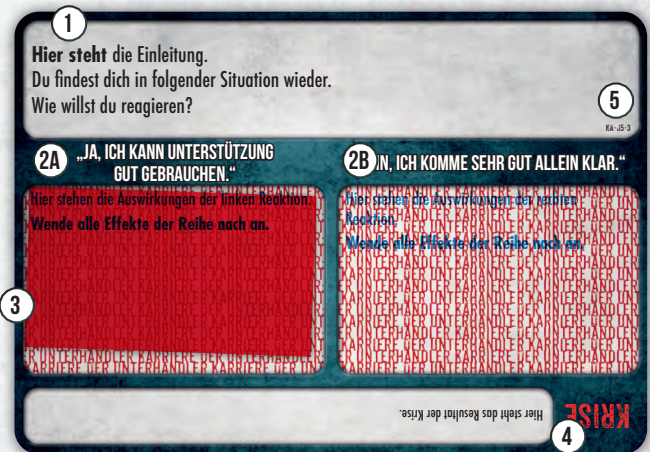 1
Hier steht die Einleitung.
Du findest dich in folgender Situation wieder.
Wie willst du reagieren?
5
KA-J5-3
2A
„JA, ICH KANN UNTERSTÜTZUNG
GUT GEBRAUCHEN.“
2B
IN, ICH KOMME SEHR GUT ALLEIN KLAR.“
Hier stehen die Auswirkungen der linken Reaktion.
Wende alle Effekte der Reihe nach an.
Hier stehen die Auswirkungen der rechten
Reaktion.
Wende alle Effekte der Reihe nach an.
3
Hier steht das Resultat der Krise.
KRISE
4